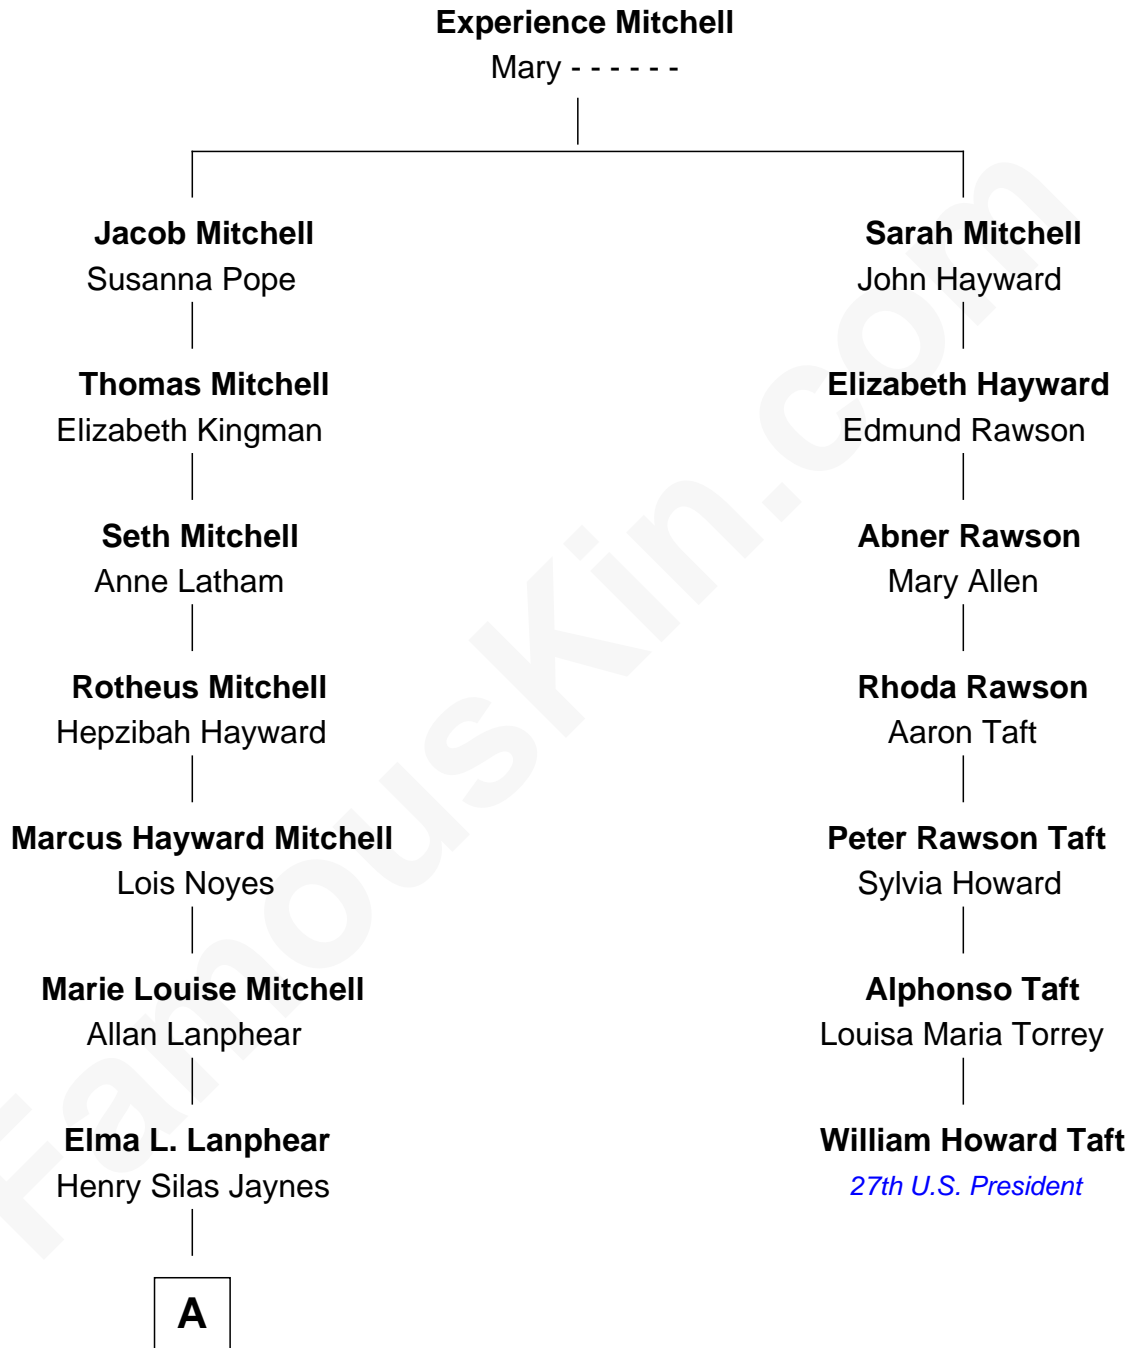 Experience Mitchell
Mary - - - - - -
Jacob Mitchell
Susanna Pope
Sarah Mitchell
John Hayward
Thomas Mitchell
Elizabeth Kingman
Elizabeth Hayward
Edmund Rawson
Seth Mitchell
Anne Latham
Abner Rawson
Mary Allen
Rotheus Mitchell
Hepzibah Hayward
Rhoda Rawson
Aaron Taft
Marcus Hayward Mitchell
Lois Noyes
Peter Rawson Taft
Sylvia Howard
Marie Louise Mitchell
Allan Lanphear
Alphonso Taft
Louisa Maria Torrey
Elma L. Lanphear
Henry Silas Jaynes
William Howard Taft
27th U.S. President
A
FamousKin.com